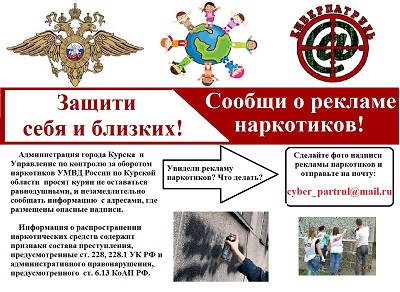 КИБЕРПАТРУЛЬ
@
Защити
себя и близких!
Сообщи о рекламе
наркотиков!
Администрация города Курска и
Управление по контролю за оборотом
наркотиков УМВД России по Курской
области просят курян не оставаться
равнодушными, и незамедлительно
сообщать информацию с адресами, где
размещены опасные надписи.
Информация о распространении
наркотических средств содержит
признаки состава преступления,
предусмотренные ст. 228, 228.1 УК РФ и
административного правонарушения,
предусмотренного ст. 6.13 КоАП РФ.
Увидели рекламу
наркотиков? Что делать?
Сделайте фото надписи
рекламы наркотиков и
отправьте на почту:
cyber_partrul@mail.ru